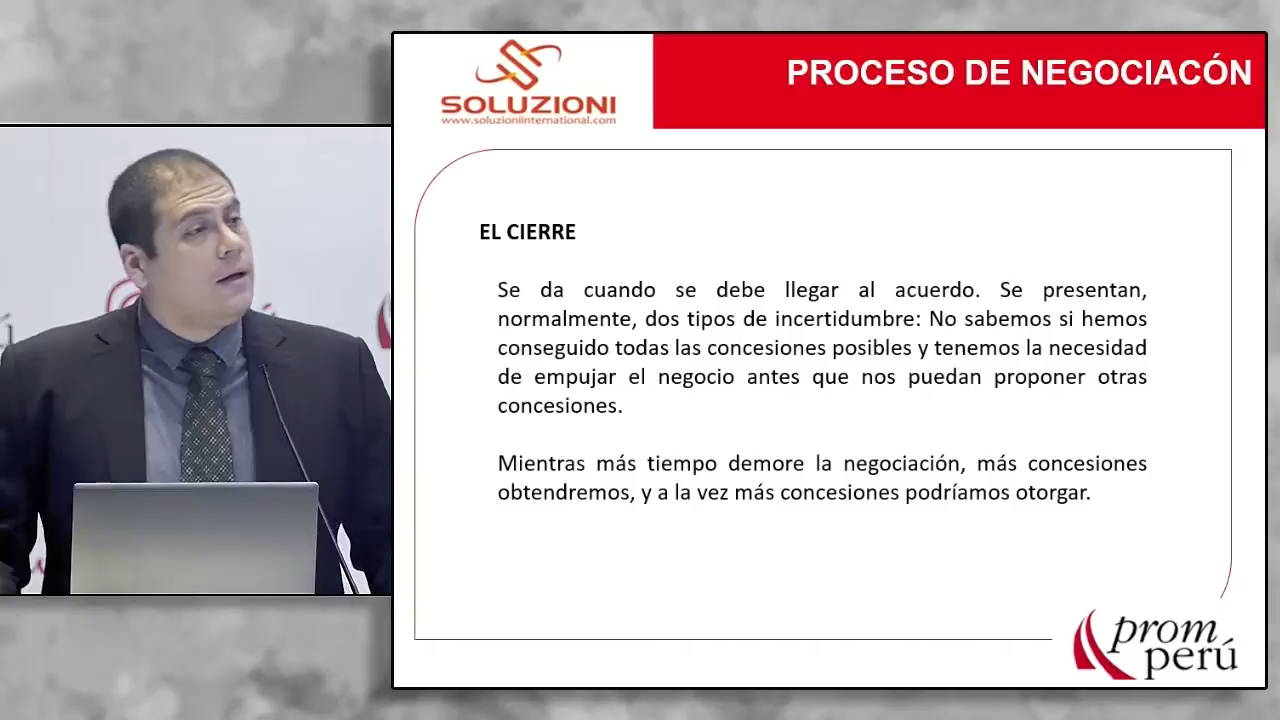 SOLUZIONI
www.soluzioniinternational.com
PROCESO DE NEGOCIACÓN
EL CIERRE
Se da cuando se debe llegar al acuerdo. Se presentan,
normalmente, dos tipos de incertidumbre: No sabemos si hemos
conseguido todas las concesiones posibles y tenemos la necesidad
de empujar el negocio antes que nos puedan proponer otras
concesiones.
Mientras más tiempo demore la negociación, más concesiones
obtendremos, y a la vez más concesiones podríamos otorgar.
prom
perú